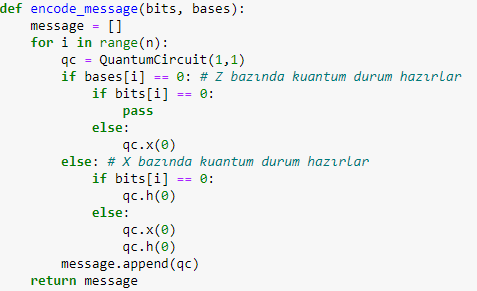 def encode_message(bits, bases):
    message = []
    for i in range(n):
        qc = QuantumCircuit(1,1)
        if bases[i] == 0: # Z bazında kuantum durum hazırlar
            if bits[i] == 0:
                pass
            else:
                qc.x(0)
        else: # X bazında kuantum durum hazırlar
            if bits[i] == 0:
                qc.h(0)
            else:
                qc.x(0)
                qc.h(0)
        message.append(qc)
    return message